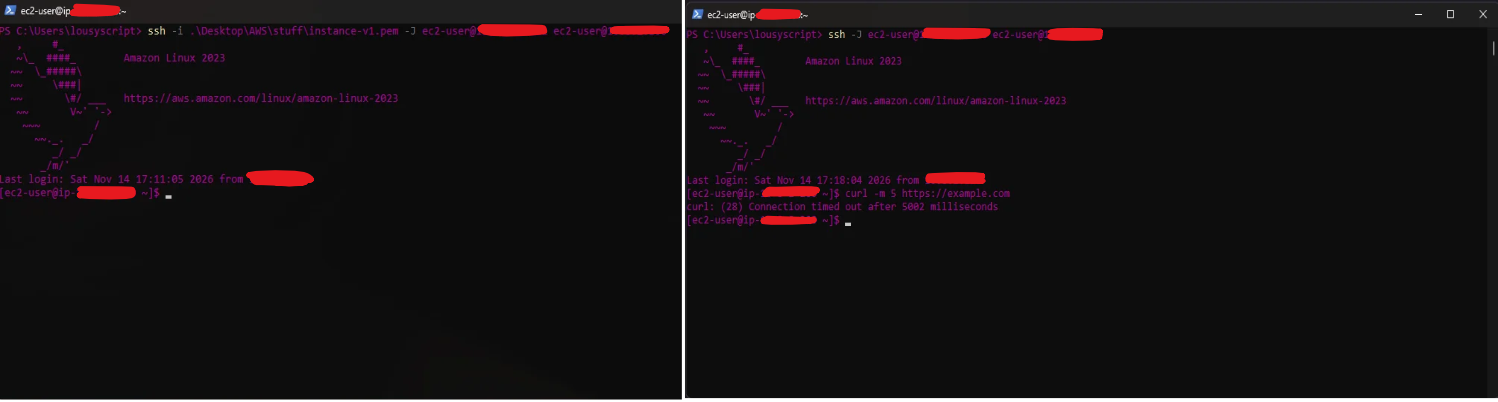 ec2-user@ip :~
PS C:\Users\lousyscript> ssh -i .\Desktop\AWS\stuff\instance-v1.pem -J ec2-user@ ec2-user@
   ,     #_
   ~\_  ####_        Amazon Linux 2023
  ~~  \_#####\
  ~~     \###|
  ~~       \#/ ___   https://aws.amazon.com/linux/amazon-linux-2023
   ~~       V~' '->
    ~~~         /
      ~~._.   _/
         _/ _/
       _/m/'
Last login: Sat Nov 14 17:11:05 2026 from
[ec2-user@ip- ~]$
ec2-user@ip :~
PS C:\Users\lousyscript> ssh -J ec2-user@ ec2-user@
   ,     #_
   ~\_  ####_        Amazon Linux 2023
  ~~  \_#####\
  ~~     \###|
  ~~       \#/ ___   https://aws.amazon.com/linux/amazon-linux-2023
   ~~       V~' '->
    ~~~         /
      ~~._.   _/
         _/ _/
       _/m/'
Last login: Sat Nov 14 17:18:04 2026 from
[ec2-user@ip- ~]$ curl -m 5 https://example.com
curl: (28) Connection timed out after 5002 milliseconds
[ec2-user@ip- ~]$